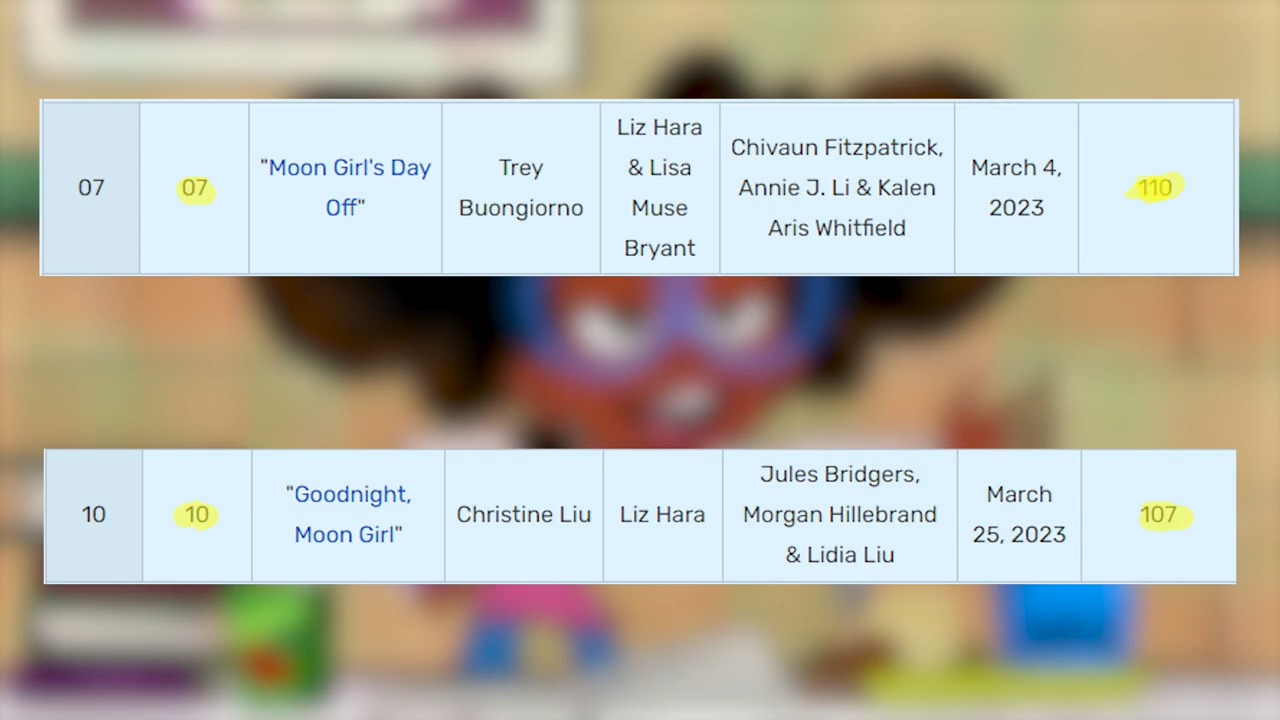 07
07
"Moon Girl's Day
Off"
Trey
Buongiorno
Liz Hara
& Lisa
Muse
Bryant
Chivaun Fitzpatrick,
Annie J. Li & Kalen
Aris Whitfield
March 4,
2023
110
10
10
"Goodnight,
Moon Girl"
Christine Liu
Liz Hara
Jules Bridgers,
Morgan Hillebrand
& Lidia Liu
March
25, 2023
107